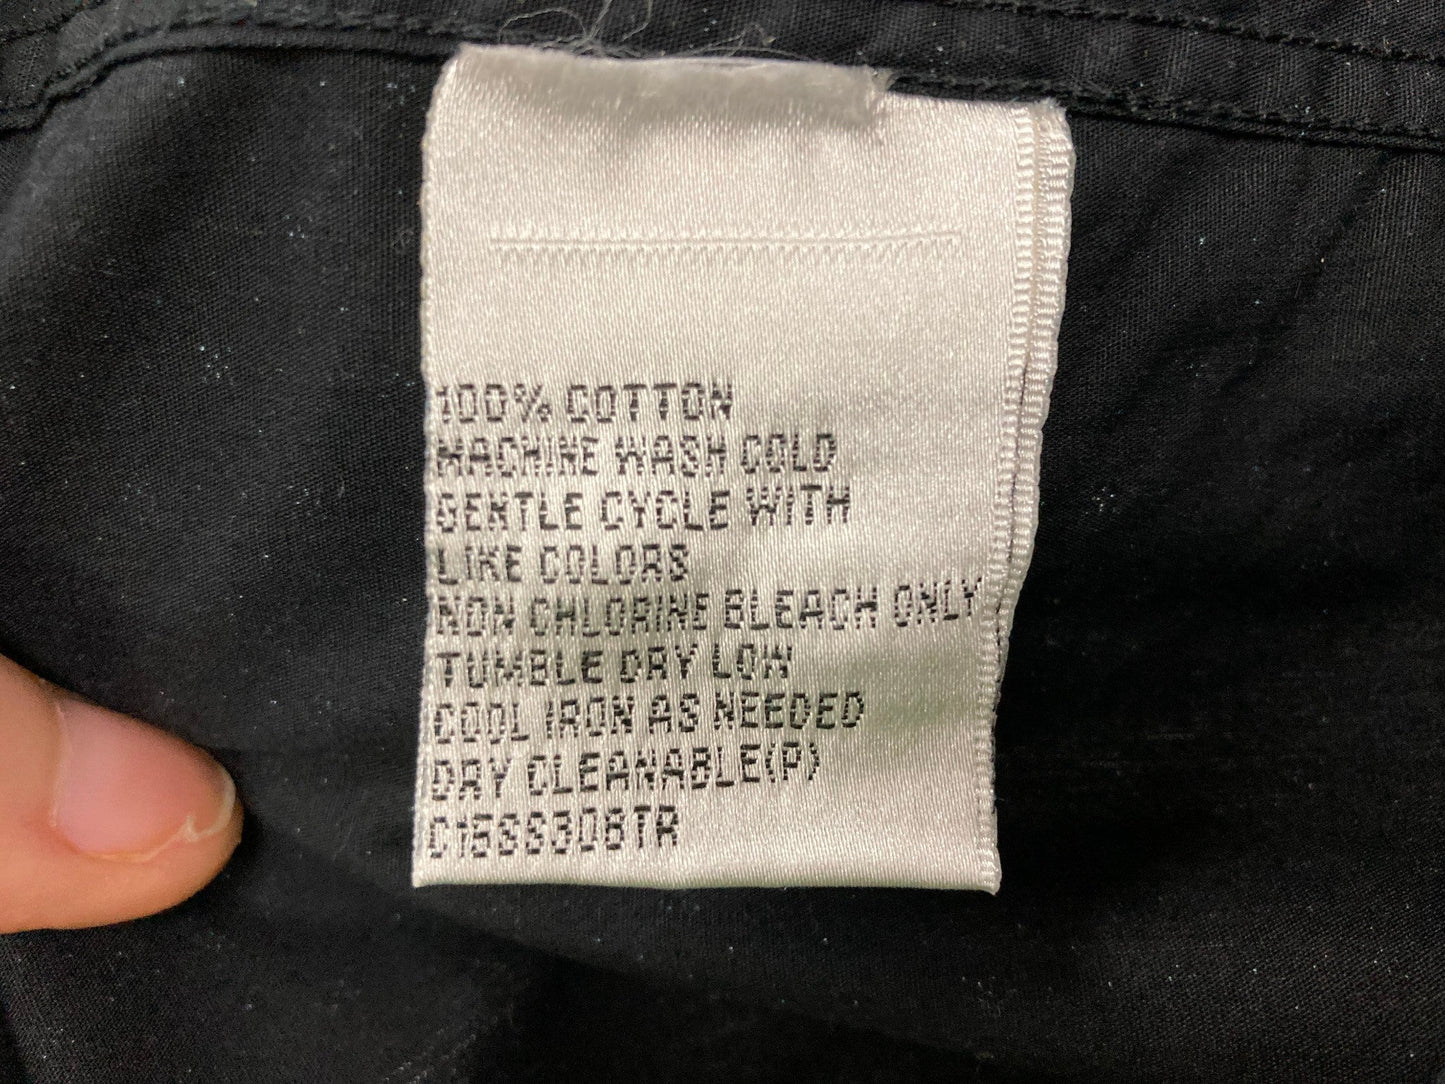 100% COTTON
MACHINE WASH COLD
GENTLE CYCLE WITH
LIKE COLORS
NON CHLORINE BLEACH ONLY
TUMBLE DRY LOW
COOL IRON AS NEEDED
DRY CLEANABLE(P)
C16SS308TR